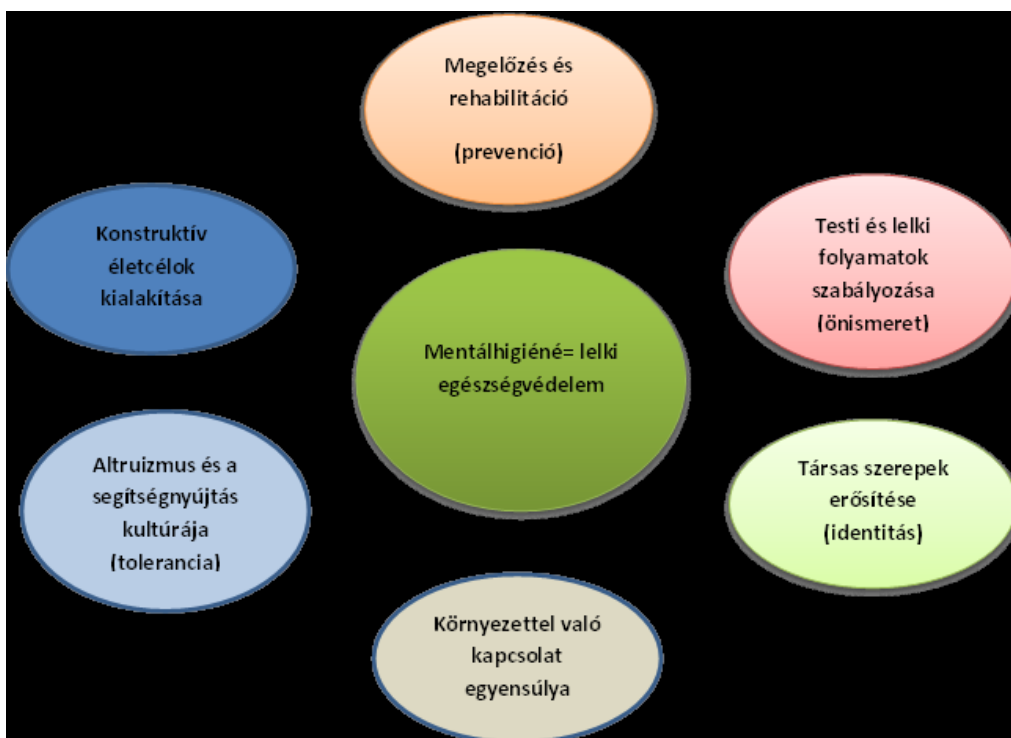 Megelőzés és
rehabilitáció
(prevenció)
Konstruktív
életcélok
kialakítása
Testi és lelki
folyamatok
szabályozása
(önismeret)
Mentálhigiéné= lelki
egészségvédelem
Altruizmus és a
segítségnyújtás
kultúrája
(tolerancia)
Társas szerepek
erősítése
(identitás)
Környezettel való
kapcsolat
egyensúlya